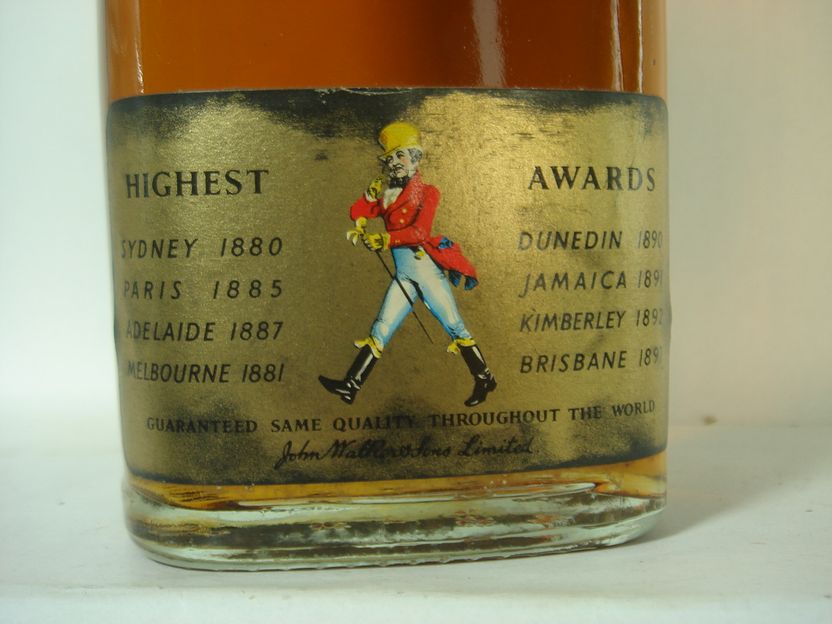 HIGHEST AWARDS
SYDNEY 1880 DUNEDIN 1890
PARIS 1885 JAMAICA 1891
ADELAIDE 1887 KIMBERLEY 1892
MELBOURNE 1881 BRISBANE
GUARANTEED SAME QUALITY THROUGHOUT THE WORLD
John Walker & Sons Limited